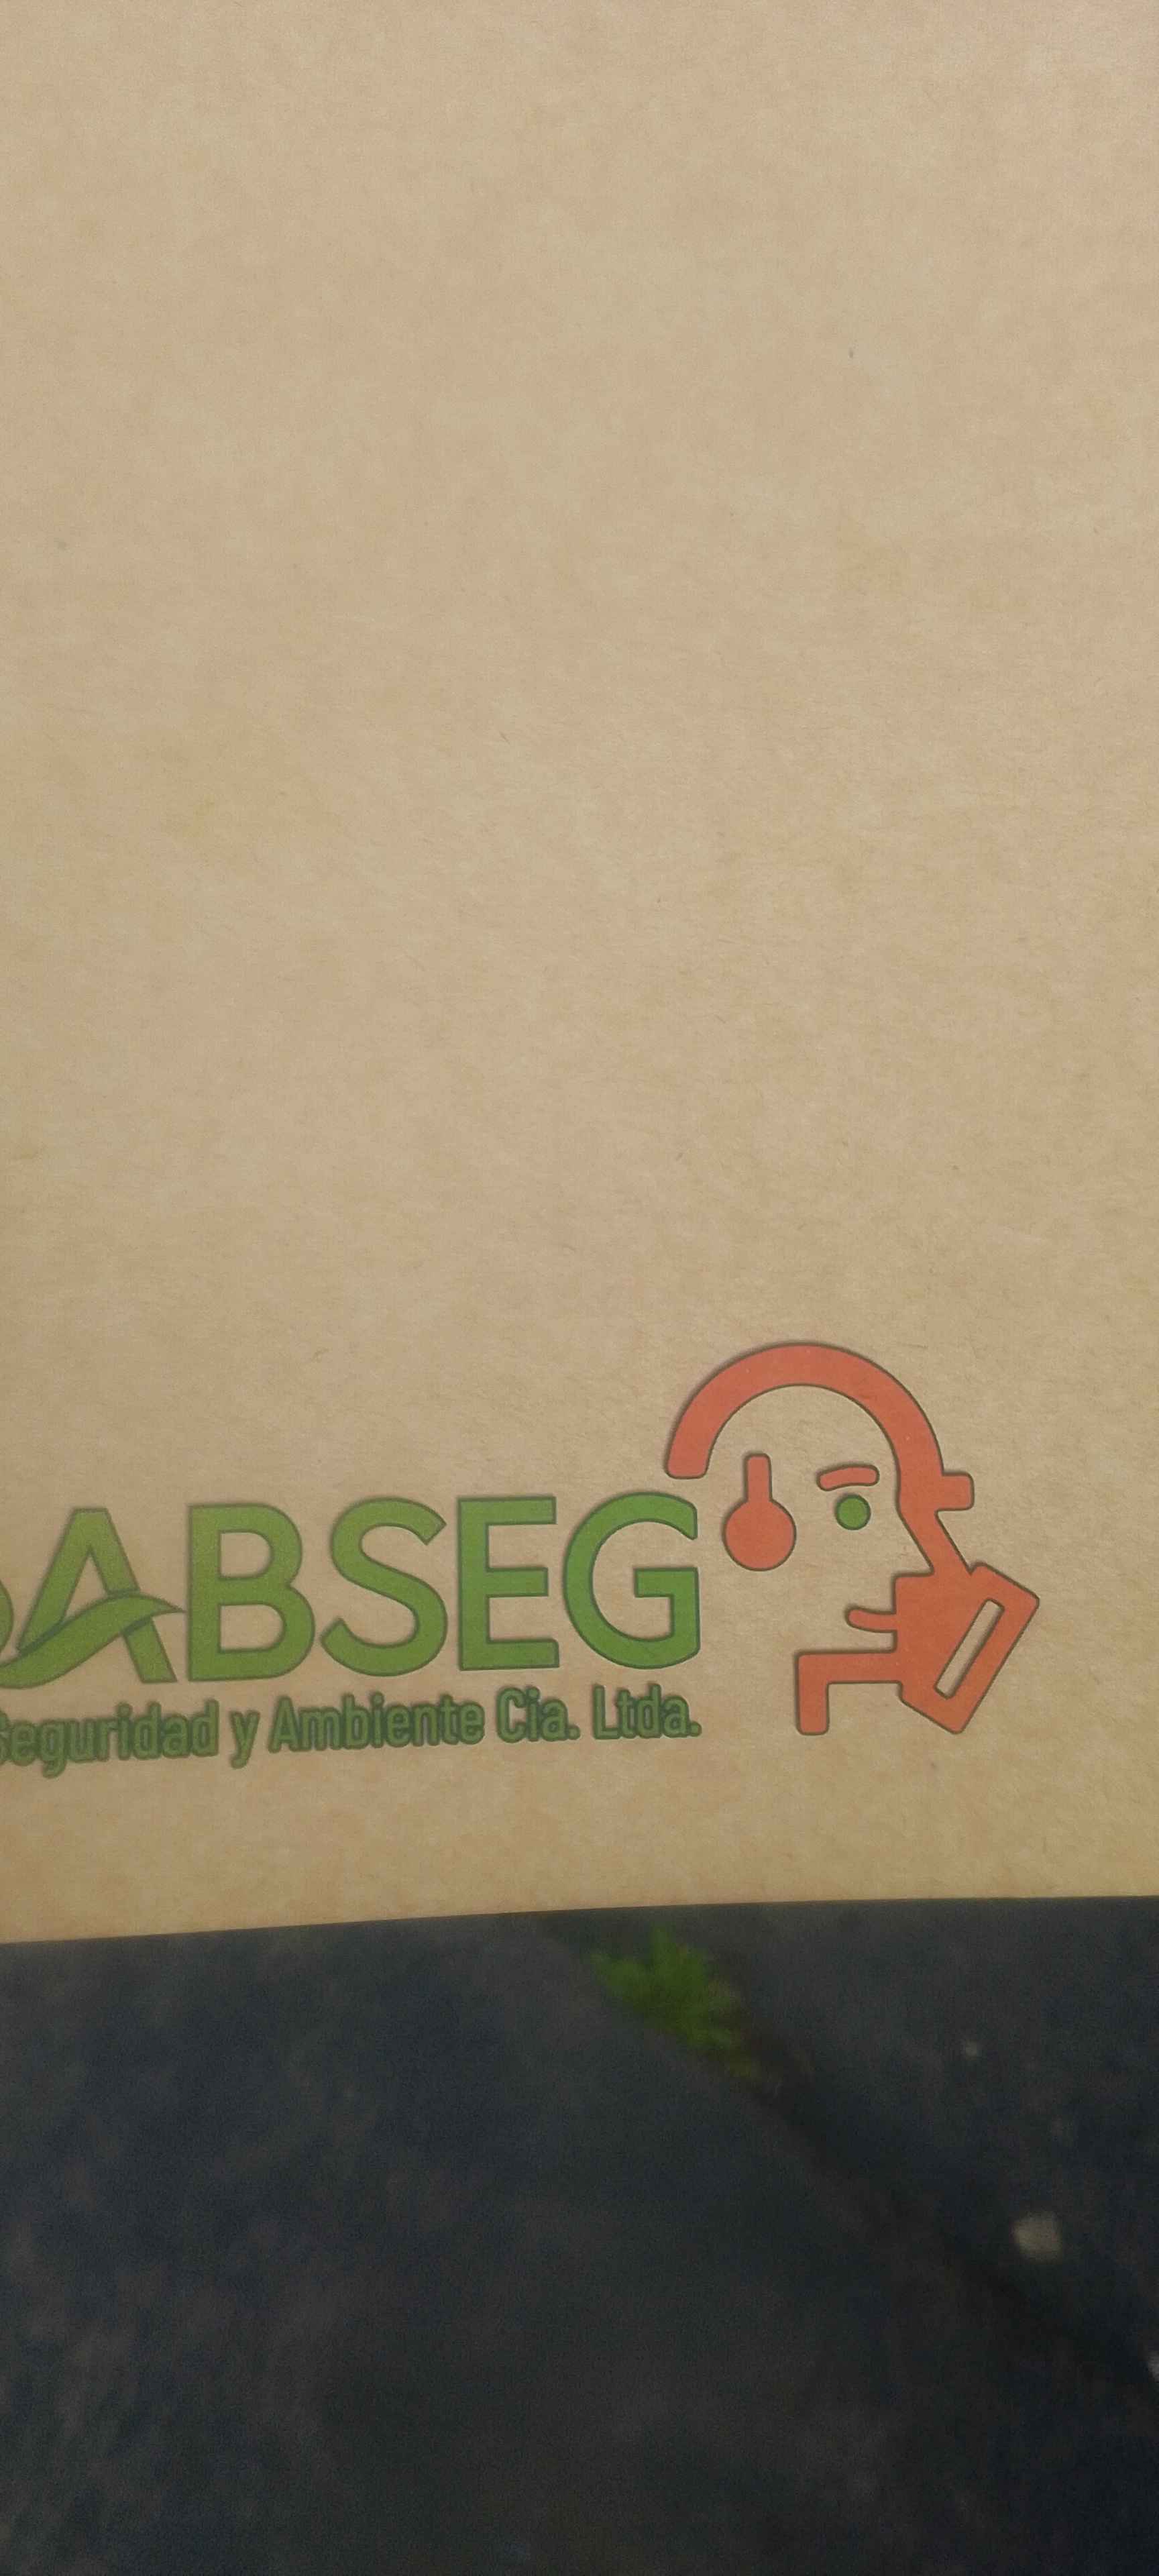 ABSEG
Seguridad y Ambiente Cia. Ltda.